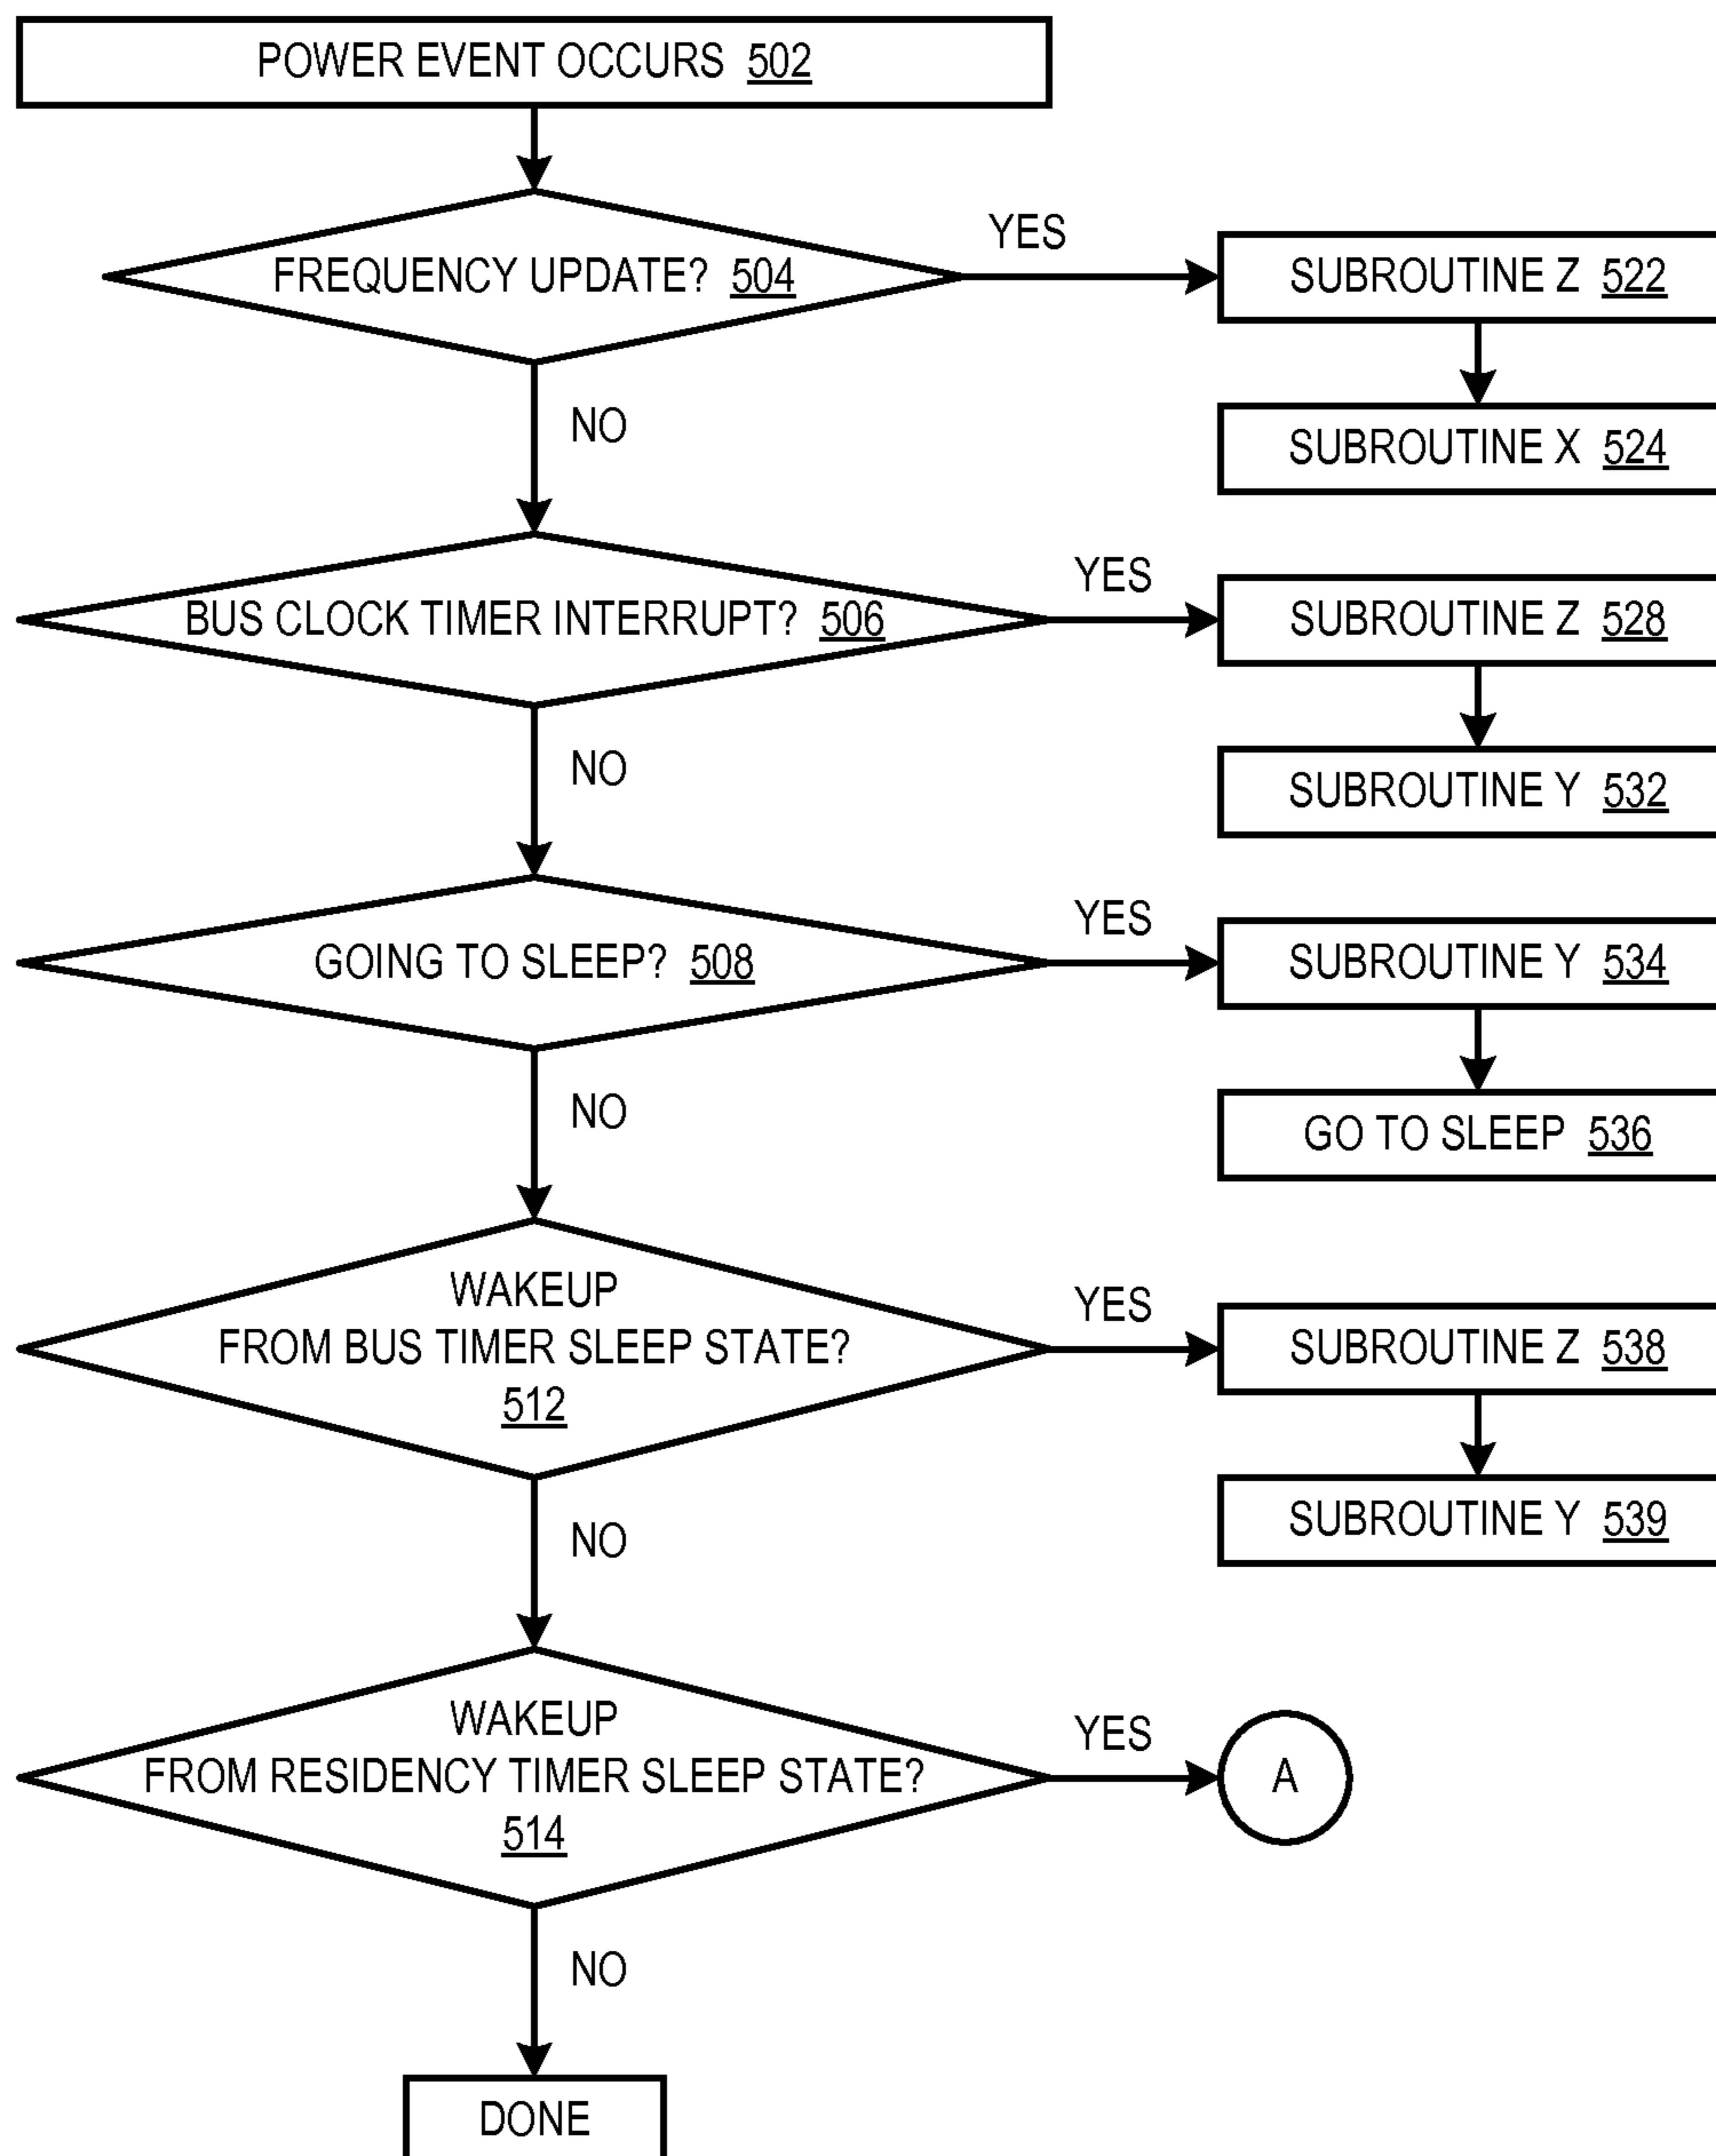 POWER EVENT OCCURS 502
FREQUENCY UPDATE? 504
YES
SUBROUTINE Z 522
SUBROUTINE X 524
NO
BUS CLOCK TIMER INTERRUPT? 506
YES
SUBROUTINE Z 528
SUBROUTINE Y 532
NO
GOING TO SLEEP? 508
YES
SUBROUTINE Y 534
GO TO SLEEP 536
NO
WAKEUP
FROM BUS TIMER SLEEP STATE?
512
YES
SUBROUTINE Z 538
SUBROUTINE Y 539
NO
WAKEUP
FROM RESIDENCY TIMER SLEEP STATE?
514
YES
A
NO
DONE